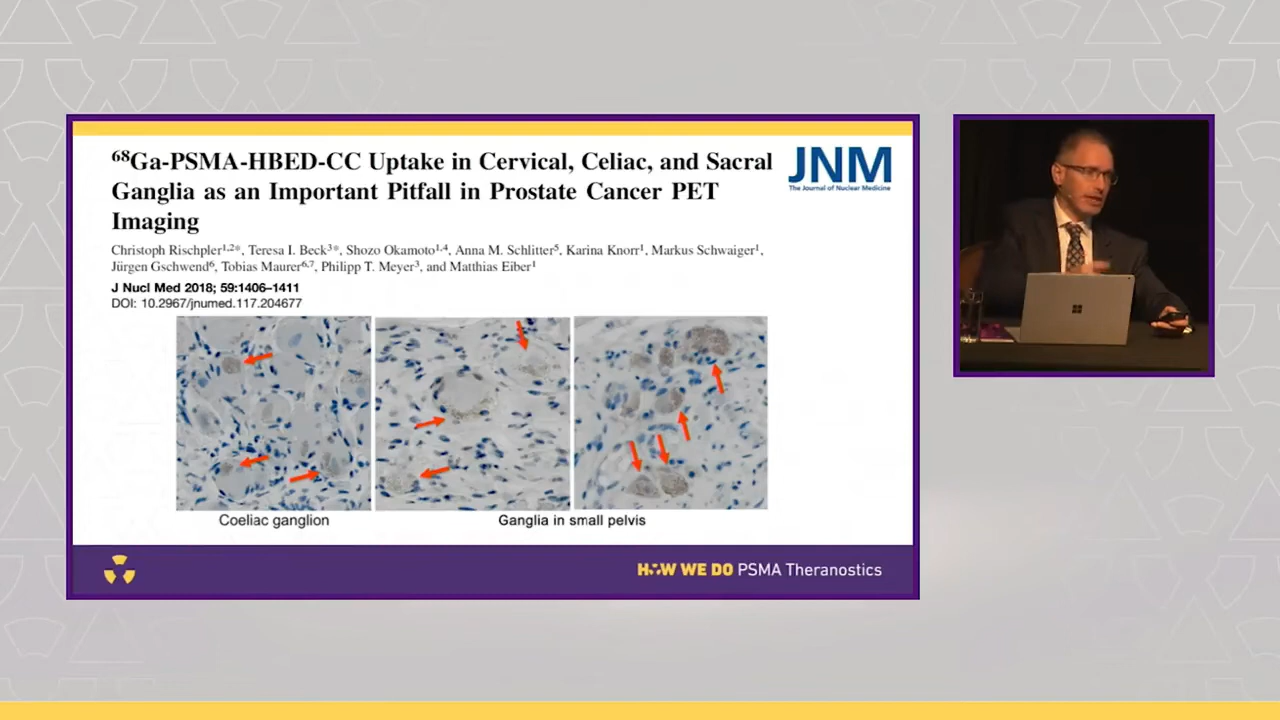 ⁶⁸Ga-PSMA-HBED-CC Uptake in Cervical, Celiac, and Sacral
Ganglia as an Important Pitfall in Prostate Cancer PET
Imaging
JNM
The Journal of Nuclear Medicine
Christoph Rischpler¹,²*, Teresa I. Beck³*, Shozo Okamoto¹,⁴, Anna M. Schlitter⁵, Karina Knorr¹, Markus Schwaiger¹,
Jürgen Gschwend⁶, Tobias Maurer⁶,⁷, Philipp T. Meyer³, and Matthias Eiber¹
J Nucl Med 2018; 59:1406–1411
DOI: 10.2967/jnumed.117.204677
Coeliac ganglion
Ganglia in small pelvis
HOW WE DO PSMA Theranostics